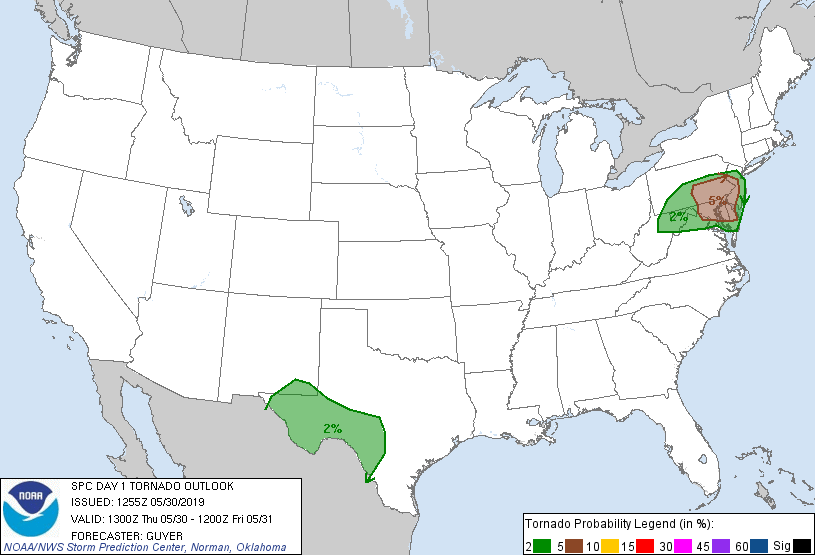 5%
2%
2%
NOAA
SPC DAY 1 TORNADO OUTLOOK
ISSUED: 1255Z 05/30/2019
VALID: 1300Z Thu 05/30 - 1200Z Fri 05/31
FORECASTER: GUYER
NOAA/NWS Storm Prediction Center, Norman, Oklahoma
Tornado Probability Legend (in %):
2 5 10 15 30 45 60 Sig